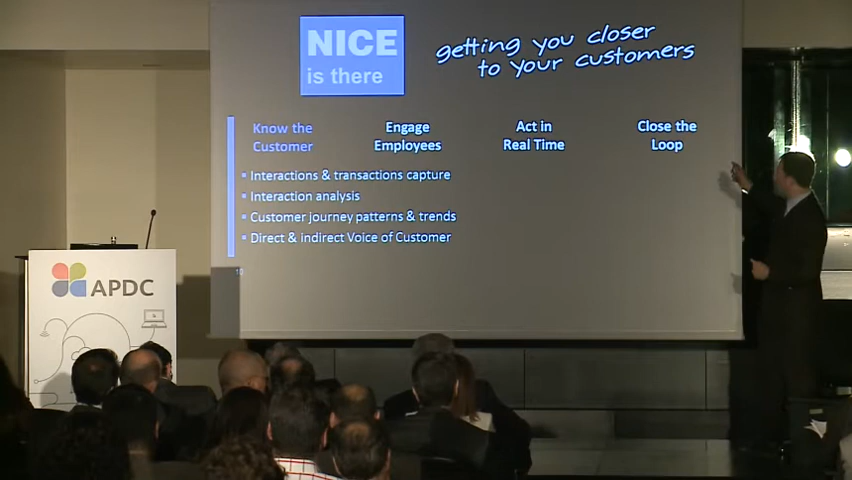 NICE
is there
getting you closer
to your customers
Know the
Customer
Engage
Employees
Act in
Real Time
Close the
Loop
Interactions & transactions capture
Interaction analysis
Customer journey patterns & trends
Direct & indirect Voice of Customer
APDC